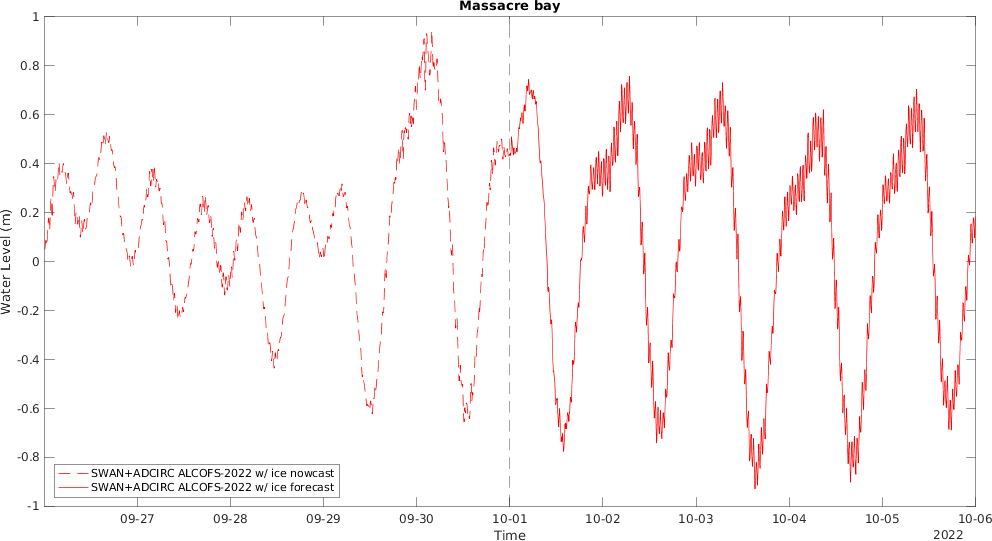 Massacre bay
1
0.8
0.6
0.4
0.2
0
-0.2
-0.4
-0.6
-0.8
-1
Water Level (m)
SWAN+ADCIRC ALCOFS-2022 w/ ice nowcast
SWAN+ADCIRC ALCOFS-2022 w/ ice forecast
09-27 09-28 09-29 09-30 10-01 10-02 10-03 10-04 10-05 10-06
Time
2022